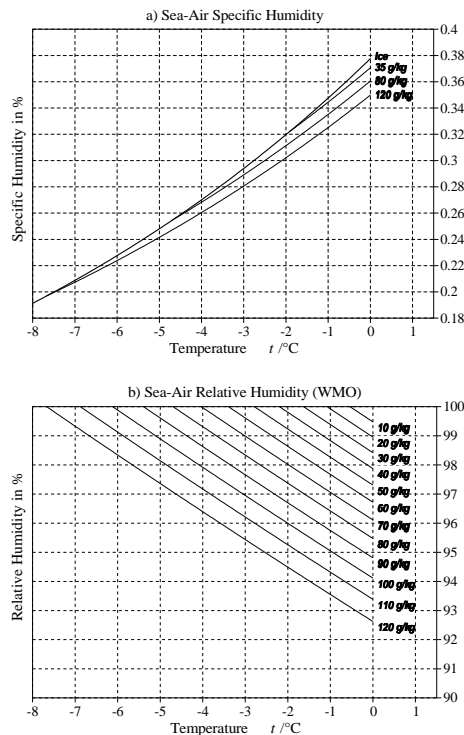 a) Sea-Air Specific Humidity
0.4
Ice
35 g/kg
0.38
80 g/kg
0.36
120 g/kg
0.34
0.32
0.3
0.28
0.26
0.24
0.22
0.2
0.18
Specific Humidity in %
-8 -7 -6 -5 -4 -3 -2 -1 0 1
Temperature t /°C
b) Sea-Air Relative Humidity (WMO)
100
10 g/kg
99
20 g/kg
30 g/kg
98
40 g/kg
50 g/kg
97
60 g/kg
96
70 g/kg
80 g/kg
95
90 g/kg
94
100 g/kg
110 g/kg
93
120 g/kg
92
91
90
Relative Humidity in %
-8 -7 -6 -5 -4 -3 -2 -1 0 1
Temperature t /°C